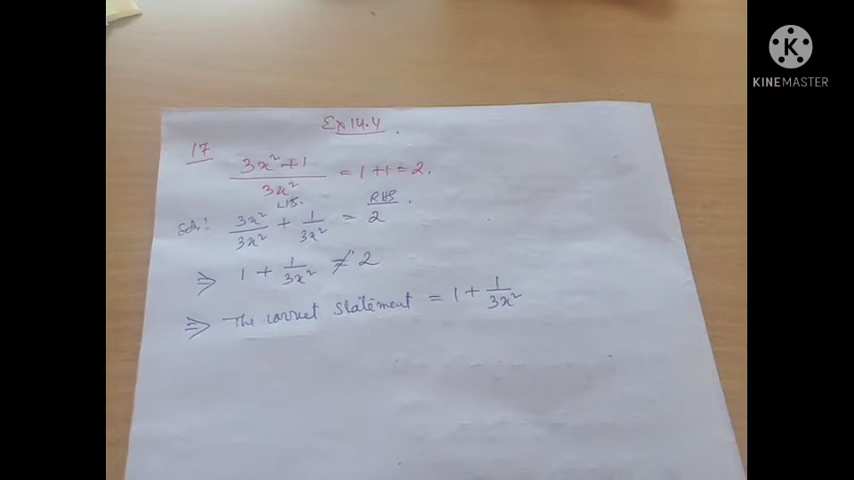 KINEMASTER
Ex 14.4.
17
(3x² + 1)/(3x²) = 1 + 1 = 2.
LHS. RHS.
Soln: 3x²/3x² + 1/3x² = 2
⇒ 1 + 1/3x² ≠ 2
⇒ The correct statement = 1 + 1/3x²